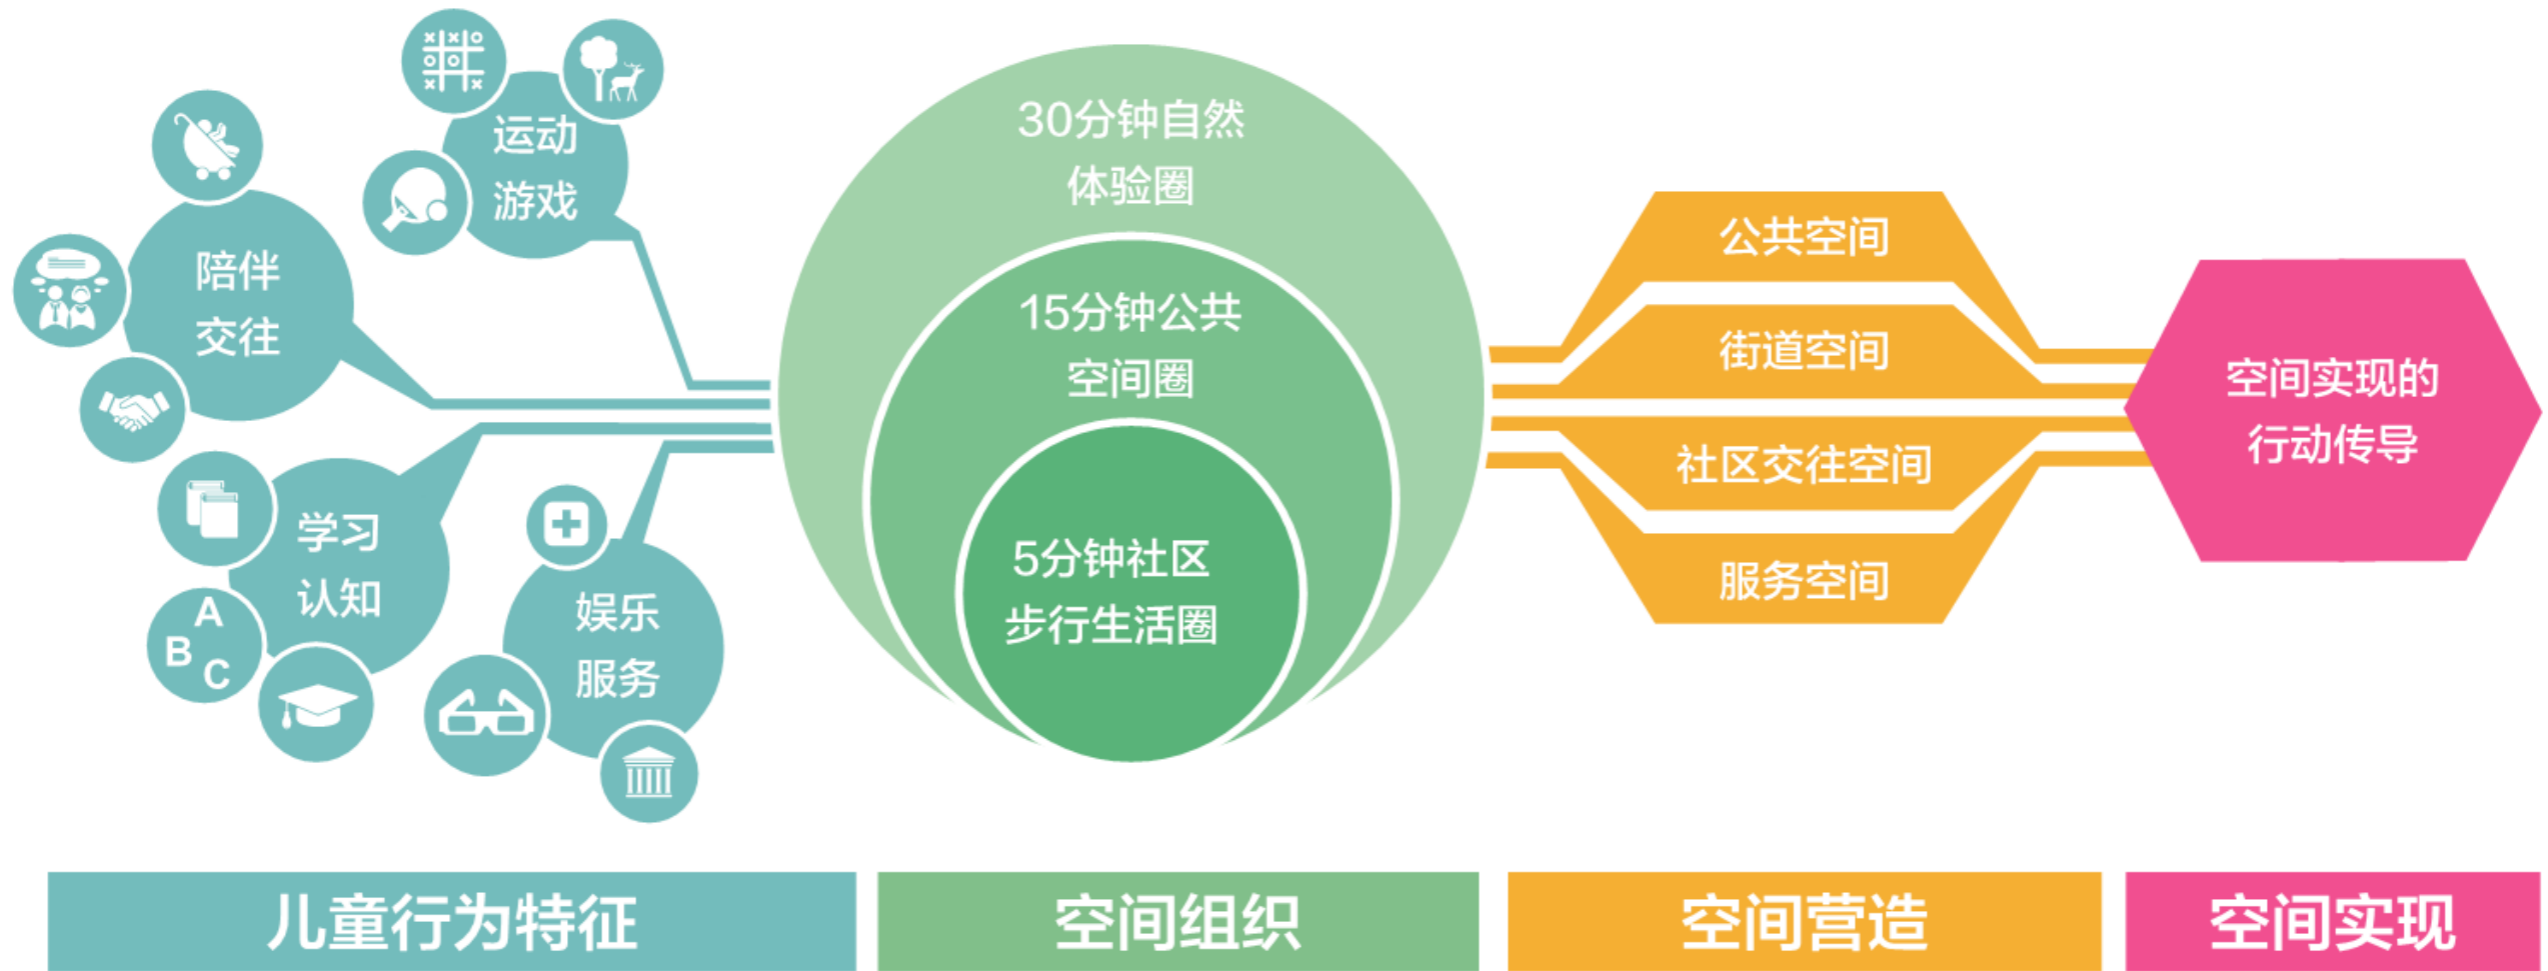 运动
游戏
陪伴
交往
学习
认知
A
B
C
娱乐
服务
30分钟自然
体验圈
15分钟公共
空间圈
5分钟社区
步行生活圈
公共空间
街道空间
社区交往空间
服务空间
空间实现的
行动传导
儿童行为特征
空间组织
空间营造
空间实现